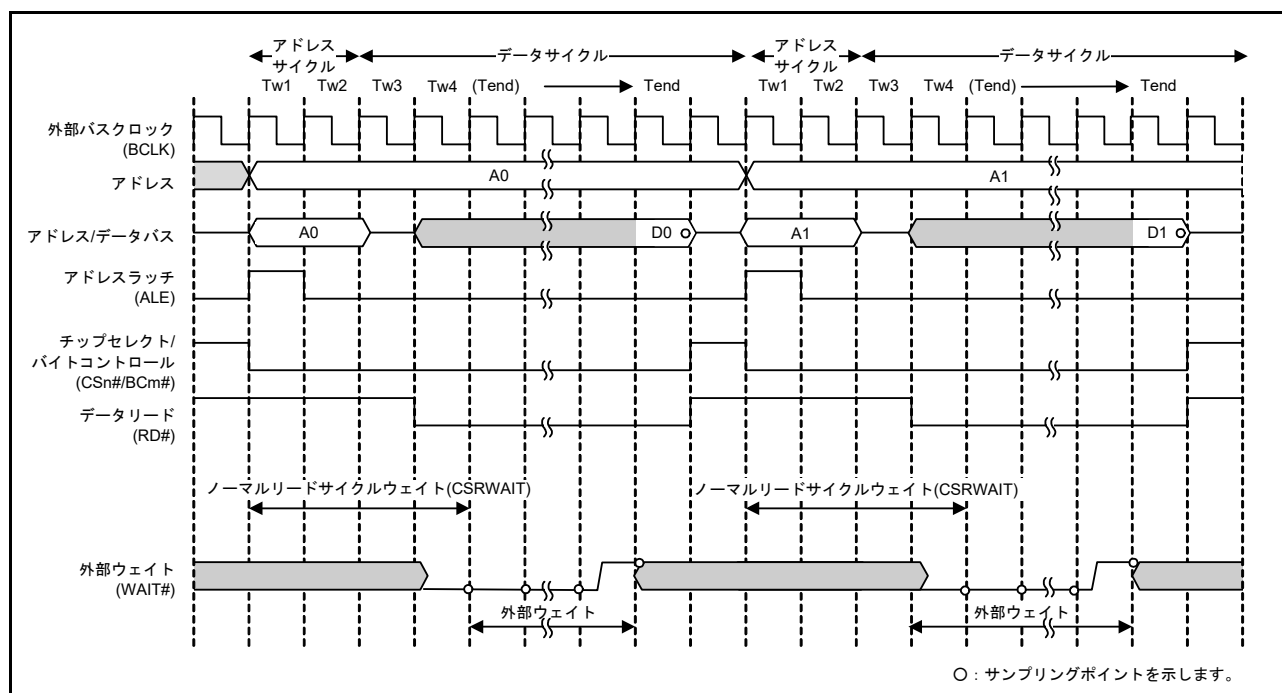 アドレス
サイクル
データサイクル
アドレス
サイクル
データサイクル
Tw1 Tw2 Tw3 Tw4 (Tend) Tend Tw1 Tw2 Tw3 Tw4 (Tend) Tend
外部バスクロック
(BCLK)
アドレス A0 A1
アドレス/データバス A0 D0 A1 D1
アドレスラッチ
(ALE)
チップセレクト/
バイトコントロール
(CSn#/BCm#)
データリード
(RD#)
ノーマルリードサイクルウェイト(CSRWAIT) ノーマルリードサイクルウェイト(CSRWAIT)
外部ウェイト
(WAIT#)
外部ウェイト 外部ウェイト
○：サンプリングポイントを示します。